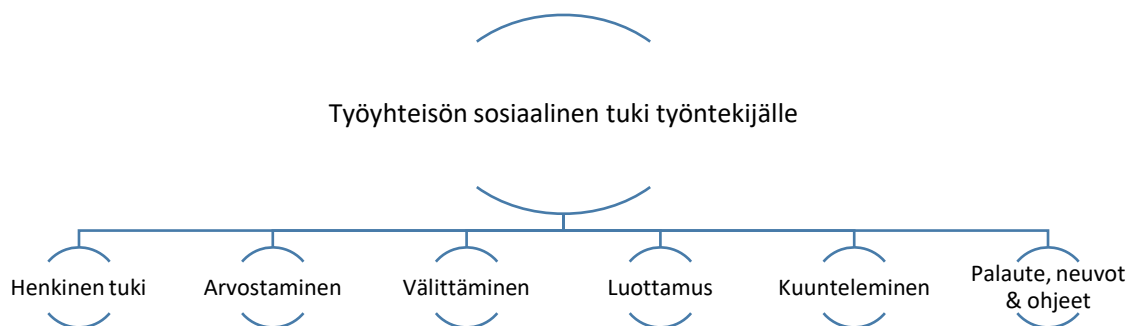 Työyhteisön sosiaalinen tuki työntekijälle
Henkinen tuki
Arvostaminen
Välittäminen
Luottamus
Kuunteleminen
Palaute, neuvot
& ohjeet